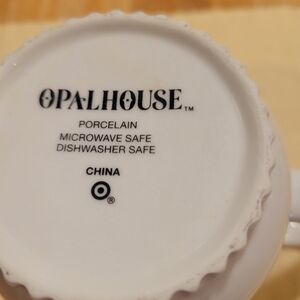 OPALHOUSE™
PORCELAIN
MICROWAVE SAFE
DISHWASHER SAFE
CHINA
®